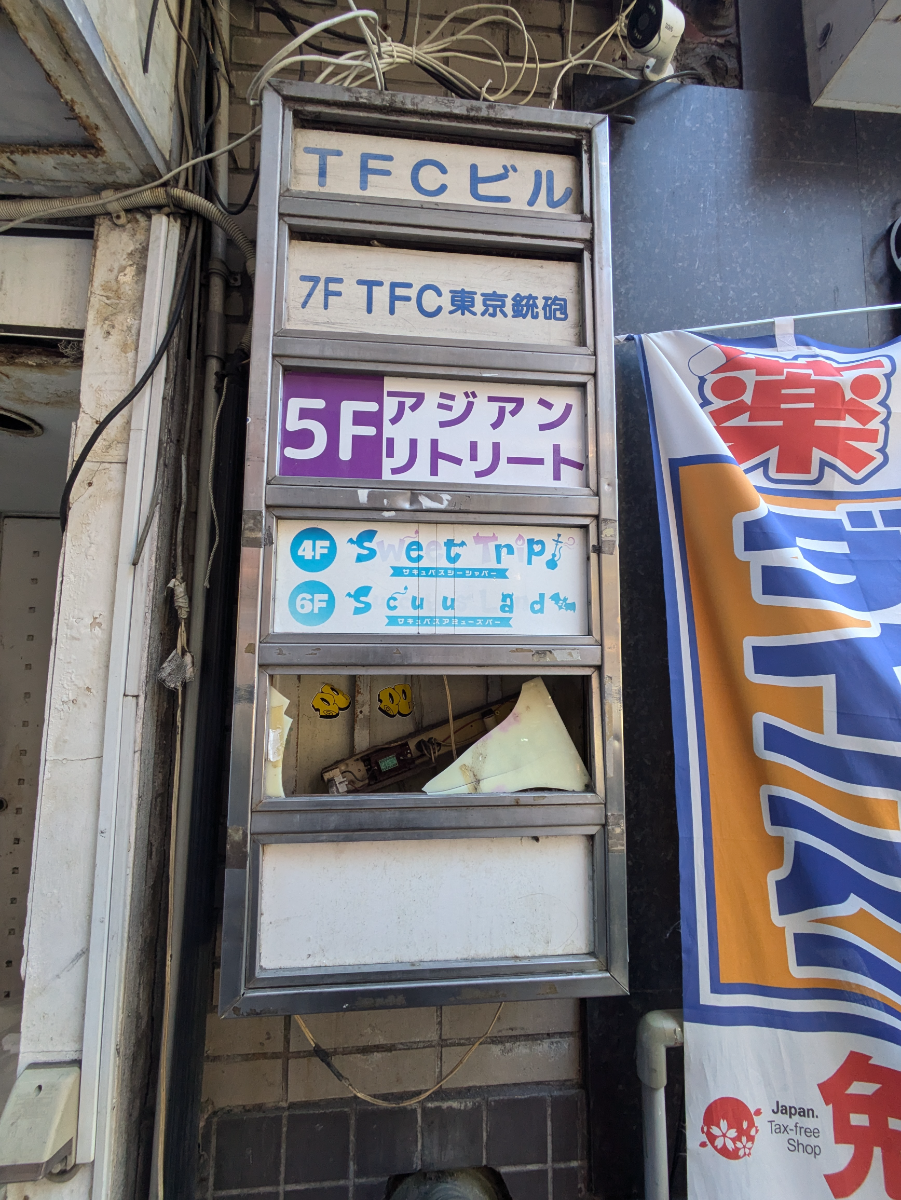 TFCビル
7F TFC東京銃砲
5F アジアン
リトリート
4F Sweet Trip
サキュバスシーシャバー
6F
サキュバスアミューズバー
楽
Japan.
Tax-free
Shop
免